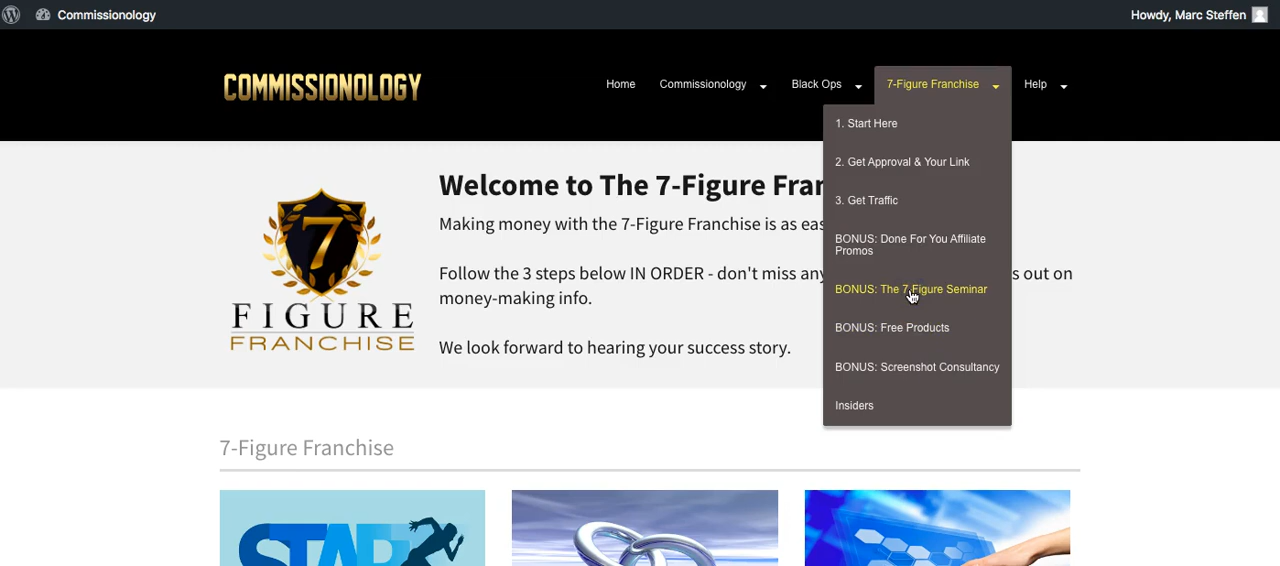 Commissionology
Howdy, Marc Steffen
COMMISSIONOLOGY
Home
Commissionology
Black Ops
7-Figure Franchise
Help
1. Start Here
2. Get Approval & Your Link
3. Get Traffic
BONUS: Done For You Affiliate
Promos
BONUS: The 7-Figure Seminar
BONUS: Free Products
BONUS: Screenshot Consultancy
Insiders
7
FIGURE
FRANCHISE
Welcome to The 7-Figure Fran
Making money with the 7-Figure Franchise is as eas
Follow the 3 steps below IN ORDER - don't miss any s out on
money-making info.
We look forward to hearing your success story.
7-Figure Franchise
START